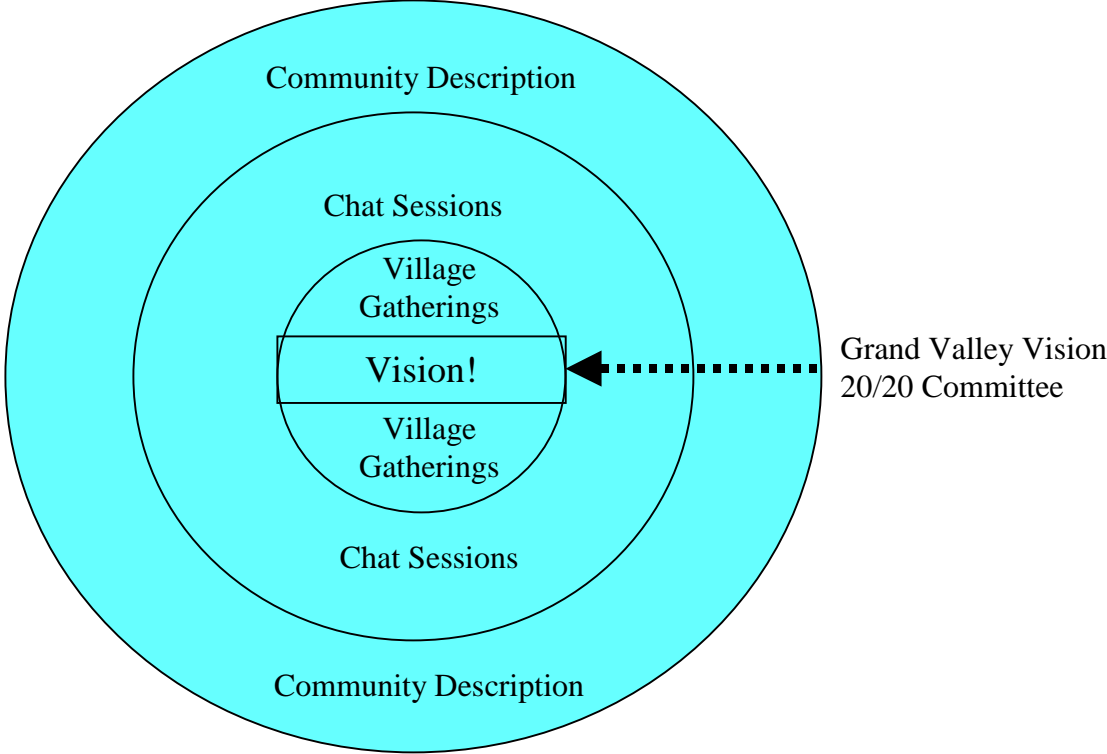 Community Description
Chat Sessions
Village
Gatherings
Vision!
Grand Valley Vision
20/20 Committee
Village
Gatherings
Chat Sessions
Community Description